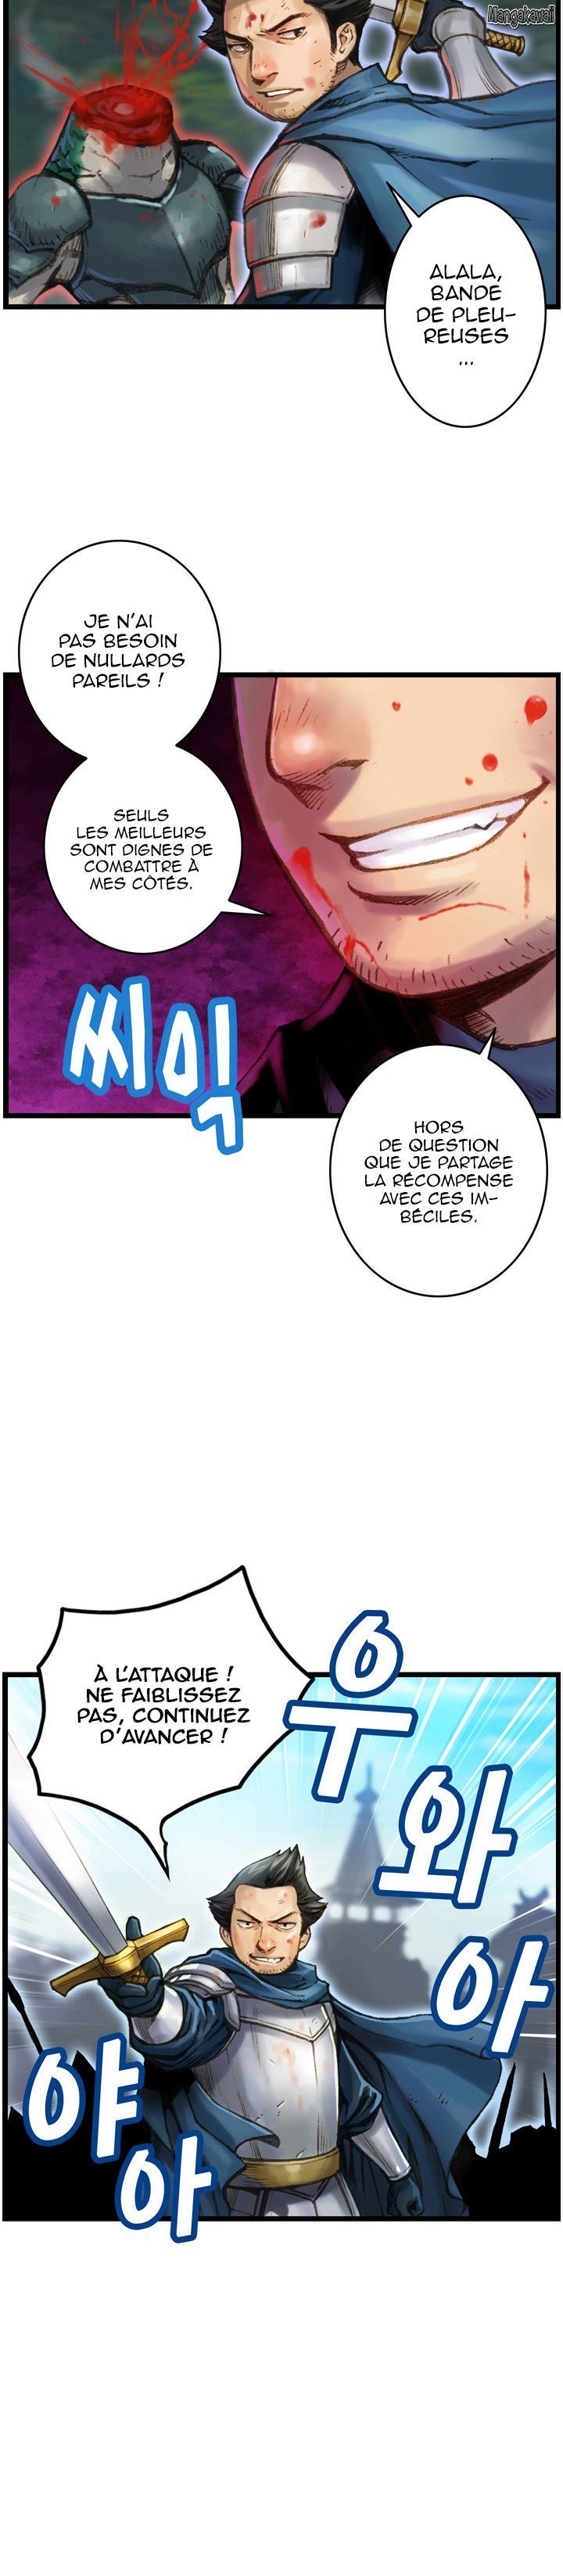 Mangakawaii
ALALA,
BANDE
DE PLEU-
REUSES
...
JE N'AI
PAS BESOIN
DE NULLARDS
PAREILS !
SEULS
LES MEILLEURS
SONT DIGNES DE
COMBATTRE À
MES CÔTÉS.
씨익
HORS
DE QUESTION
QUE JE PARTAGE
LA RÉCOMPENSE
AVEC CES IM-
BÉCILES.
À L'ATTAQUE !
NE FAIBLISSEZ
PAS, CONTINUEZ
D'AVANCER !
우
와
아
야
아